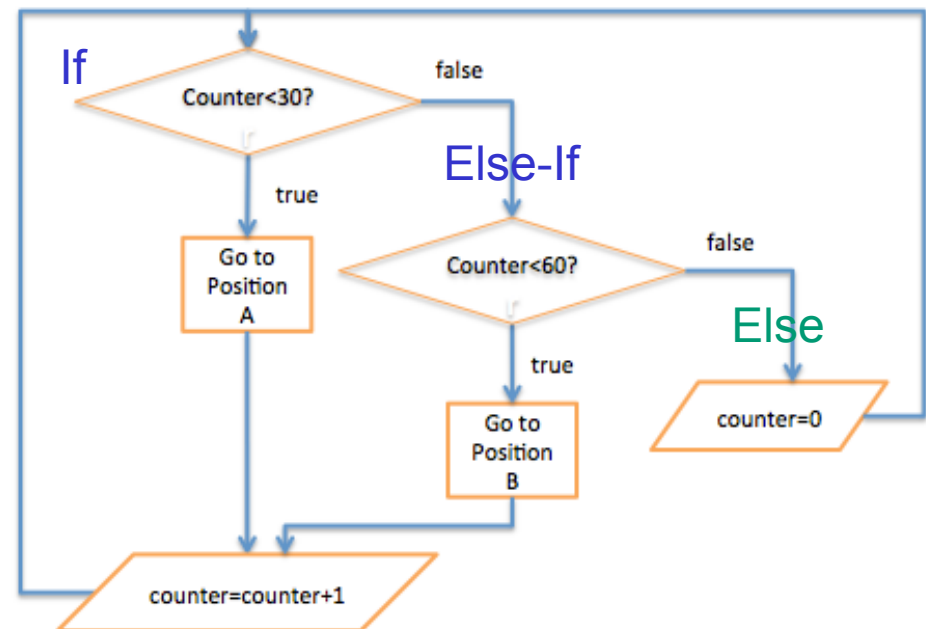 If
Counter<30?
r
false
true
Else-If
Go to
Position
A
Counter<60?
r
false
true
Else
Go to
Position
B
counter=0
counter=counter+1